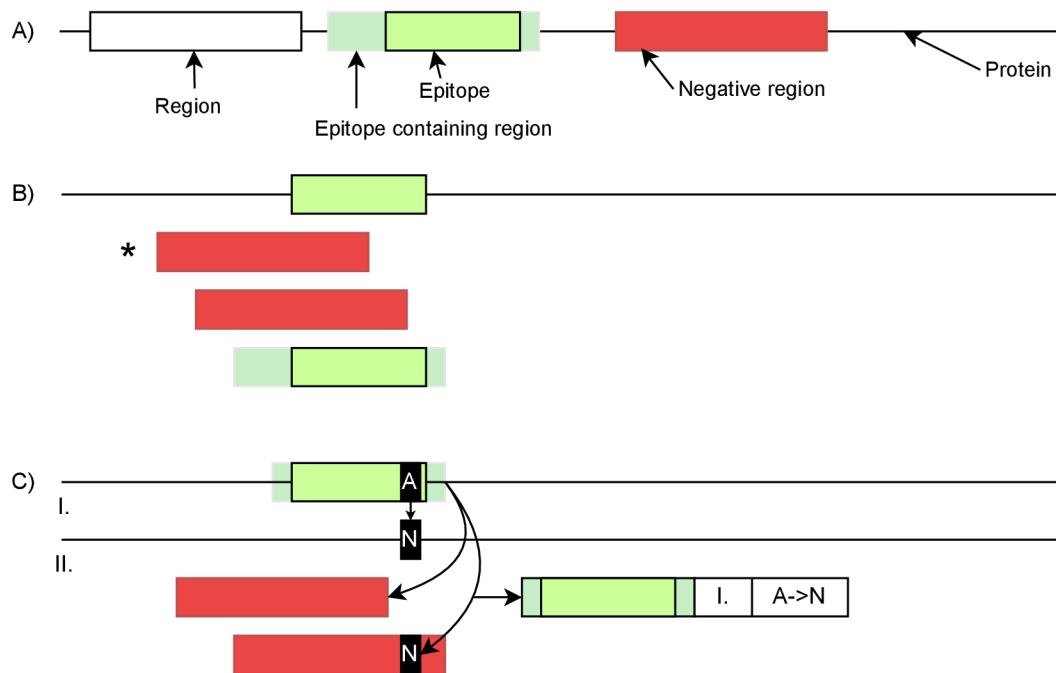 A)
Region
Epitope containing region
Epitope
Negative region
Protein
B)
*
C)
A
I.
N
II.
I. A->N
N